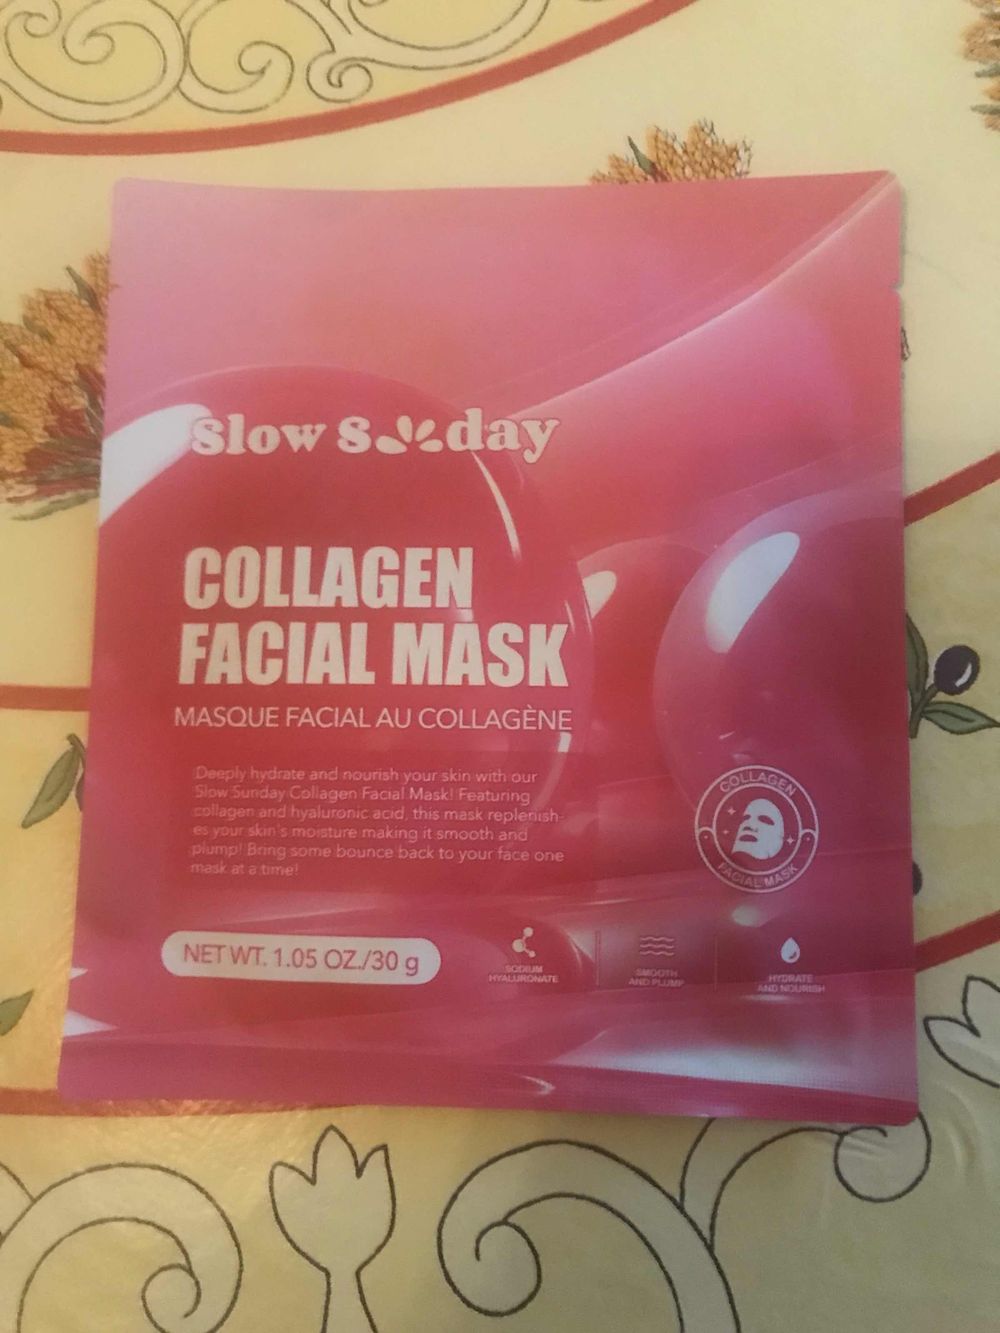 Slow Sunday
COLLAGEN
FACIAL MASK
MASQUE FACIAL AU COLLAGÈNE
Deeply hydrate and nourish your skin with our
Slow Sunday Collagen Facial Mask! Featuring
collagen and hyaluronic acid, this mask replenish-
es your skin's moisture making it smooth and
plump! Bring some bounce back to your face one
mask at a time!
COLLAGEN
FACIAL MASK
NET WT. 1.05 OZ./30 g
SODIUM
HYALURONATE
SMOOTH
AND PLUMP
HYDRATE
AND NOURISH